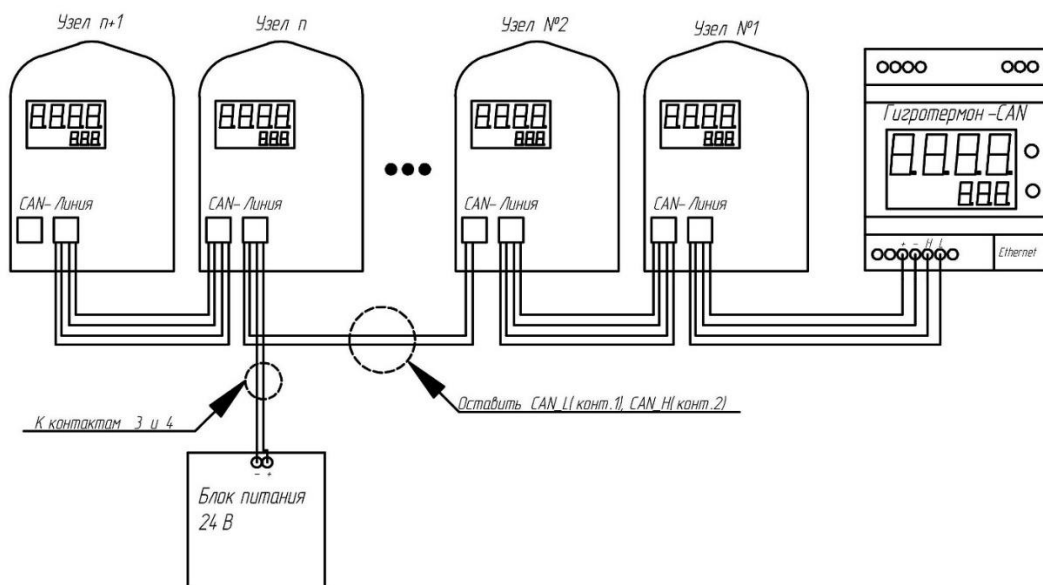 Узел n+1
Узел n
Узел №2
Узел №1
Гигротермон -CAN
CAN- Линия
CAN- Линия
CAN- Линия
CAN- Линия
+ - H L
Ethernet
Оставить CAN_L(конт.1), CAN_H(конт.2)
К контактам 3 и 4
- +
Блок питания
24 В